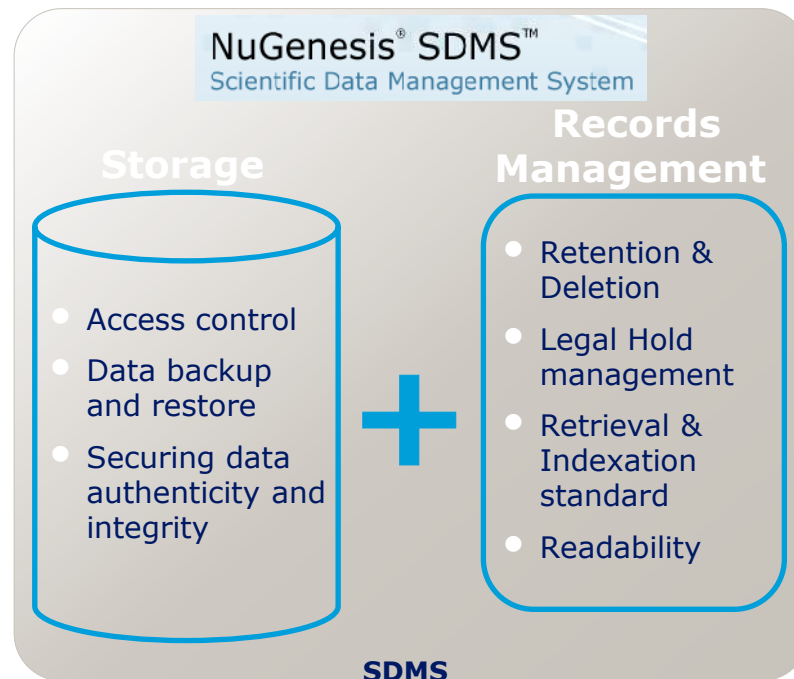 NuGenesis® SDMS™
Scientific Data Management System
Storage
Access control
Data backup
and restore
Securing data
authenticity and
integrity
Records
Management
Retention &
Deletion
Legal Hold
management
Retrieval &
Indexation
standard
Readability
SDMS